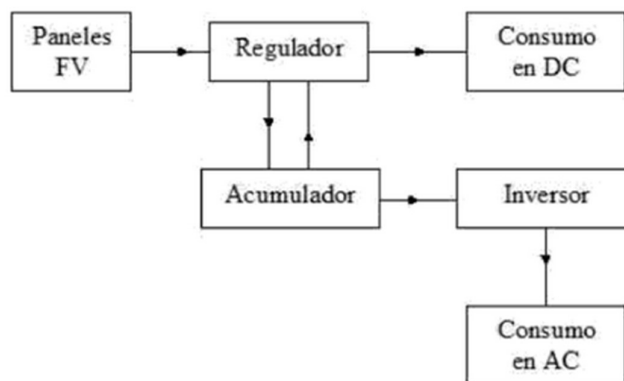 Paneles
FV
Regulador
Consumo
en DC
Acumulador
Inversor
Consumo
en AC